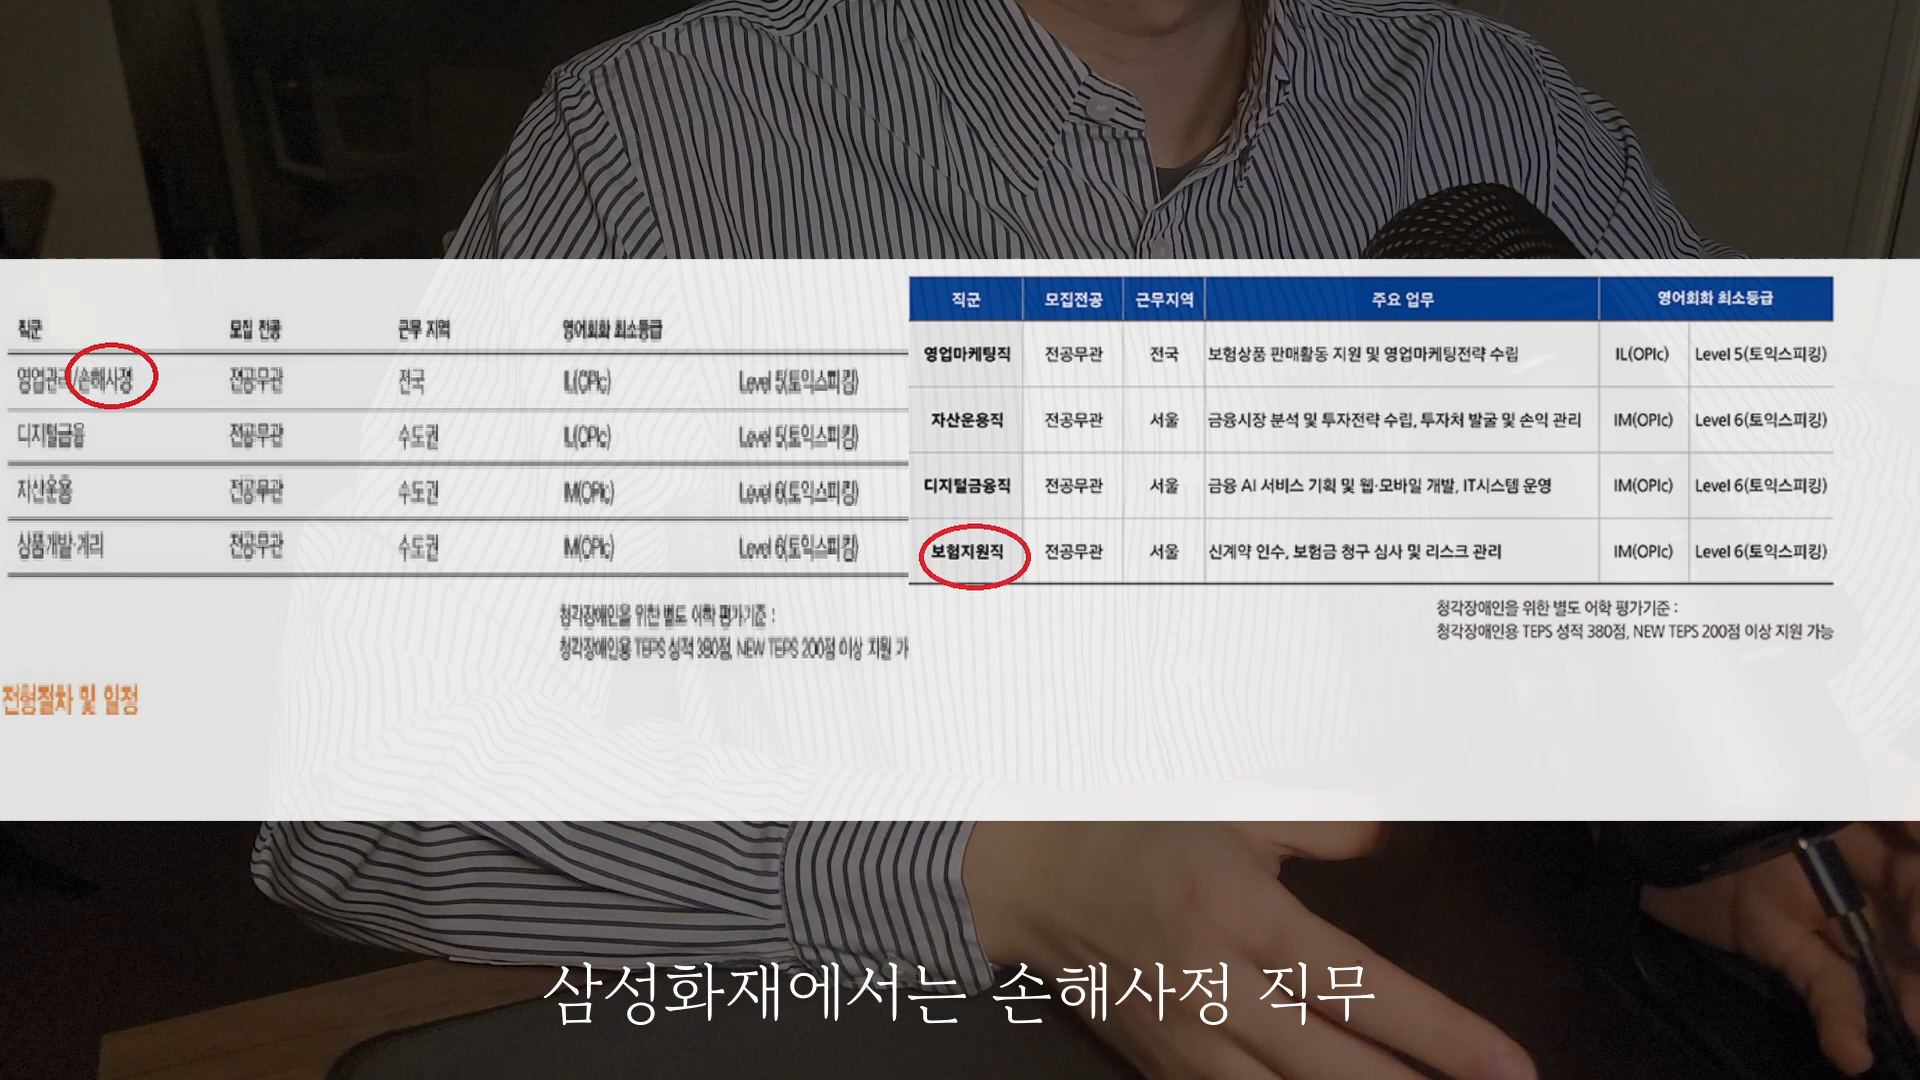 직군 모집 전공 근무 지역 영어회화 최소등급
영업관리/손해사정 전공무관 전국 IL(OPIc) Level 5(토익스피킹)
디지털금융 전공무관 수도권 IL(OPIc) Level 5(토익스피킹)
자산운용 전공무관 수도권 IM(OPIc) Level 6(토익스피킹)
상품개발·계리 전공무관 수도권 IM(OPIc) Level 6(토익스피킹)
청각장애인을 위한 별도 어학 평가기준 :
청각장애인용 TEPS 성적 380점, NEW TEPS 200점 이상 지원 가
전형절차 및 일정
직군 모집전공 근무지역 주요 업무 영어회화 최소등급
영업마케팅직 전공무관 전국 보험상품 판매활동 지원 및 영업마케팅전략 수립 IL(OPIc) Level 5(토익스피킹)
자산운용직 전공무관 서울 금융시장 분석 및 투자전략 수립, 투자처 발굴 및 손익 관리 IM(OPIc) Level 6(토익스피킹)
디지털금융직 전공무관 서울 금융 AI 서비스 기획 및 웹·모바일 개발, IT시스템 운영 IM(OPIc) Level 6(토익스피킹)
보험지원직 전공무관 서울 신계약 인수, 보험금 청구 심사 및 리스크 관리 IM(OPIc) Level 6(토익스피킹)
청각장애인을 위한 별도 어학 평가기준 :
청각장애인용 TEPS 성적 380점, NEW TEPS 200점 이상 지원 가능
삼성화재에서는 손해사정 직무